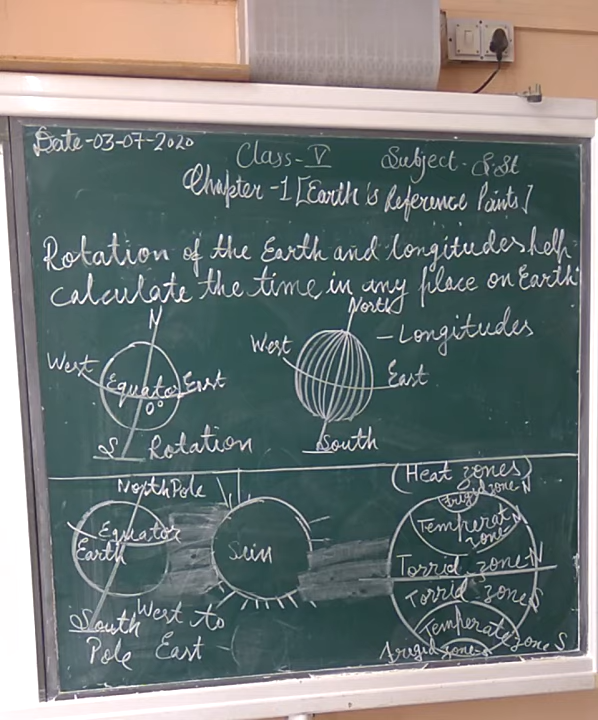 Date-03-07-2020
Class-V Subject-S.St
Chapter-1[Earth's Reference Points]
Rotation of the Earth and longitudes help
calculate the time in any place on Earth
N
West Equator East
0°
S Rotation
North
West - Longitudes
East
South
North Pole
Equator
Earth
South
Pole
West to
East
Sun
(Heat zones)
Frigid zone-N
Temperat
zone N
Torrid zone-N
Torrid zone S
Temperate zone S
frigid zone-S